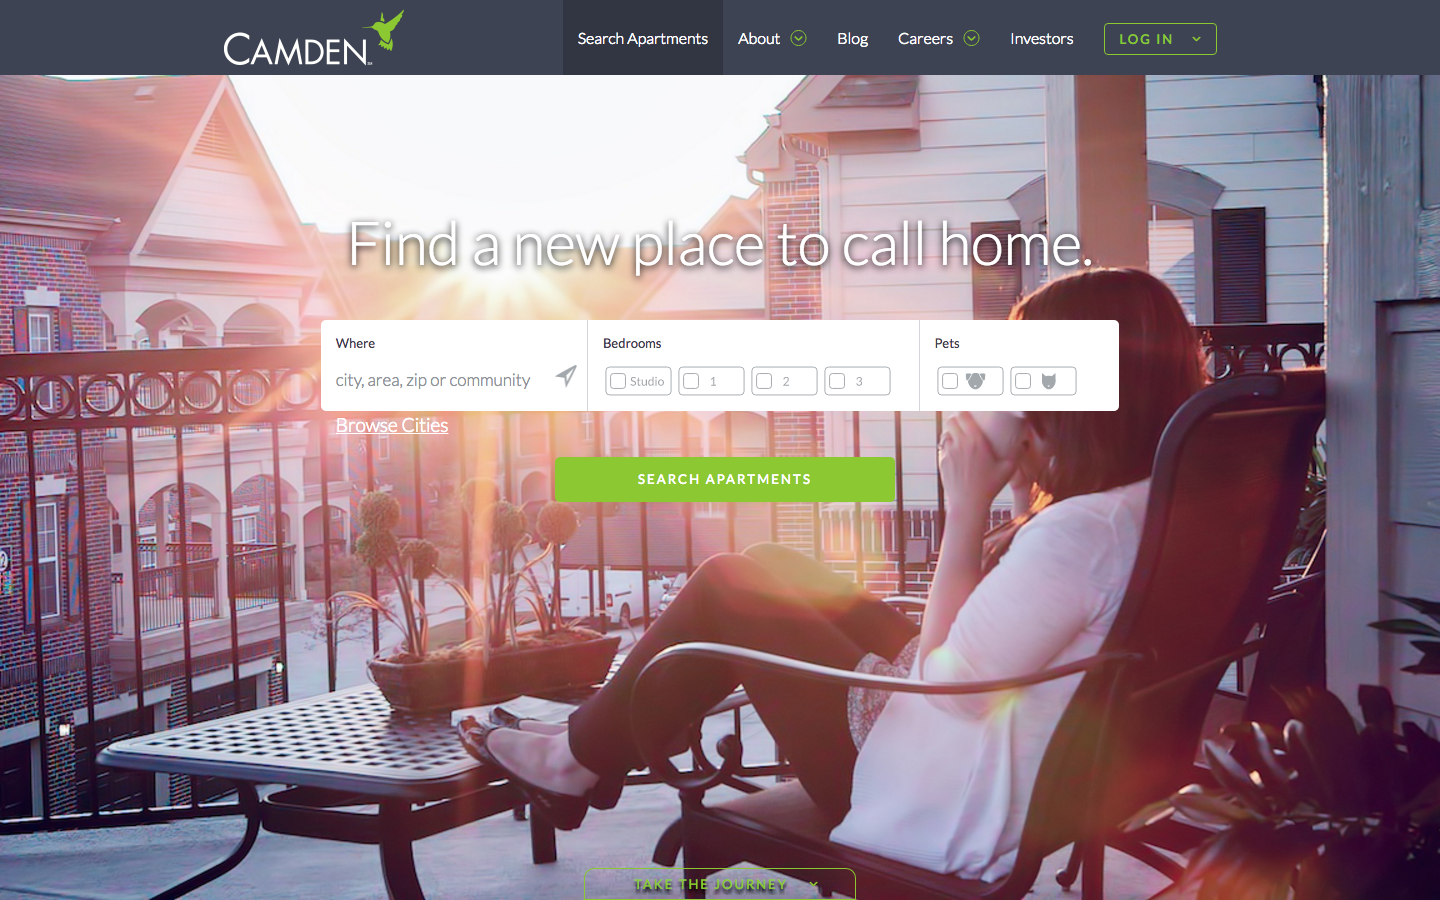 CAMDEN
Search Apartments
About
Blog
Careers
Investors
LOG IN
Find a new place to call home.
Where
Bedrooms
Pets
city, area, zip or community
Studio
1
2
3
Browse Cities
SEARCH APARTMENTS
TAKE THE JOURNEY